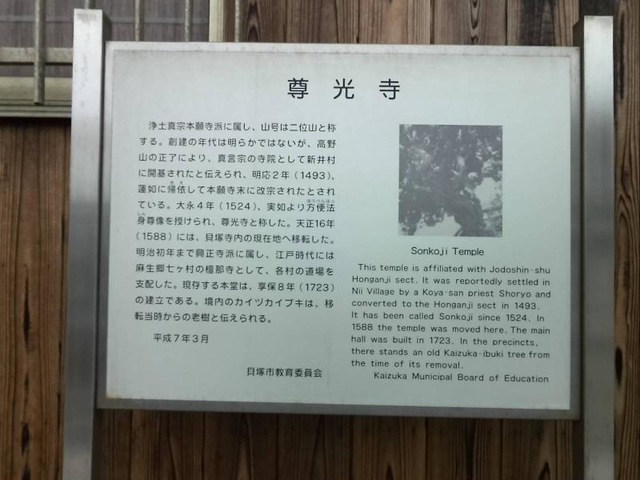 尊光寺
浄土真宗本願寺派に属し、山号は二位山と称
する。創建の年代は明らかではないが、高野
山の正了により、真言宗の寺院として新井村
に開基されたと伝えられ、明応2年(1493)、
蓮如に帰依して本願寺末に改宗されたとされ
ている。大永4年(1524)、実如より方便法
身尊像を授けられ、尊光寺と称した。天正16年
(1588)には、貝塚寺内の現在地へ移転した。
明治初年まで興正寺派に属し、江戸時代には
麻生郷七ヶ村の檀那寺として、各村の道場を
支配した。現存する本堂は、享保8年(1723)
の建立である。境内のカイヅカイブキは、移
転当時からの老樹と伝えられる。
平成7年3月
貝塚市教育委員会
Sonkoji Temple
This temple is affiliated with Jodoshin-shu
Honganji sect. It was reportedly settled in
Nii Village by a Koya-san priest Shoryo and
converted to the Honganji sect in 1493.
It has been called Sonkoji since 1524. In
1588 the temple was moved here. The main
hall was built in 1723. In the precincts,
there stands an old Kaizuka-ibuki tree from
the time of its removal.
Kaizuka Municipal Board of Education